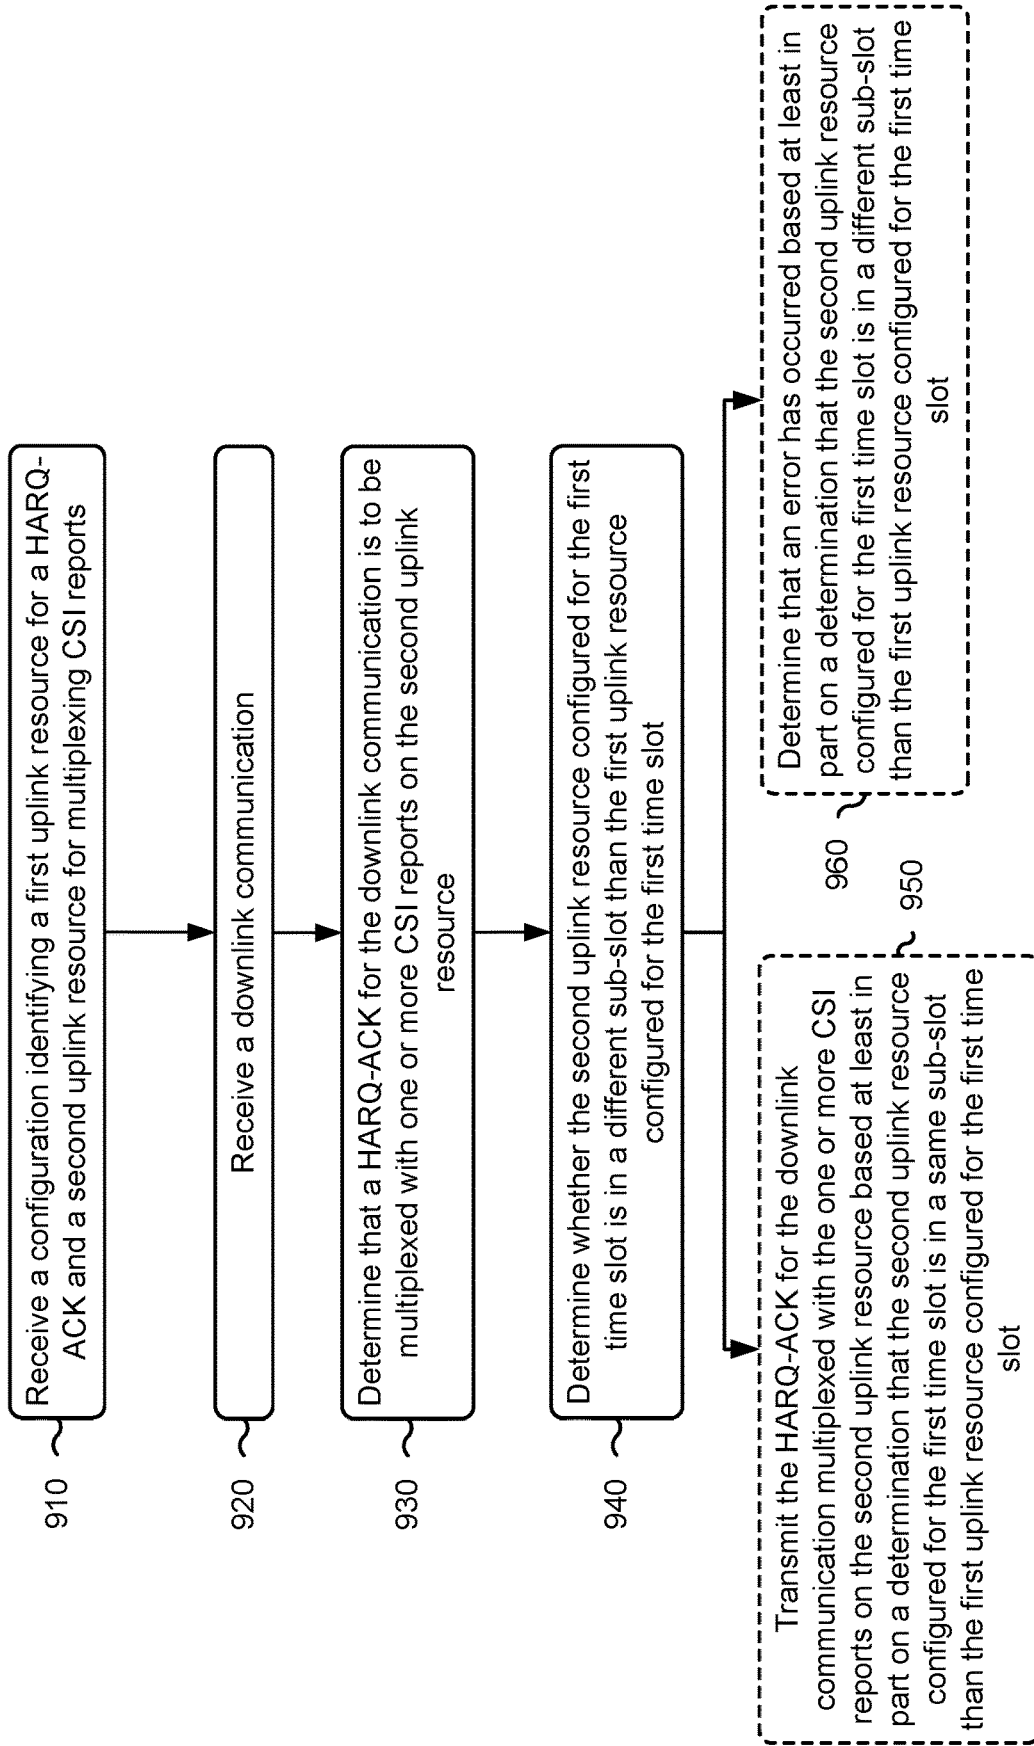 910
Receive a configuration identifying a first uplink resource for a HARQ-
ACK and a second uplink resource for multiplexing CSI reports
920
Receive a downlink communication
930
Determine that a HARQ-ACK for the downlink communication is to be
multiplexed with one or more CSI reports on the second uplink
resource
940
Determine whether the second uplink resource configured for the first
time slot is in a different sub-slot than the first uplink resource
configured for the first time slot
950
Transmit the HARQ-ACK for the downlink
communication multiplexed with the one or more CSI
reports on the second uplink resource based at least in
part on a determination that the second uplink resource
configured for the first time slot is in a same sub-slot
than the first uplink resource configured for the first time
slot
960
Determine that an error has occurred based at least in
part on a determination that the second uplink resource
configured for the first time slot is in a different sub-slot
than the first uplink resource configured for the first time
slot